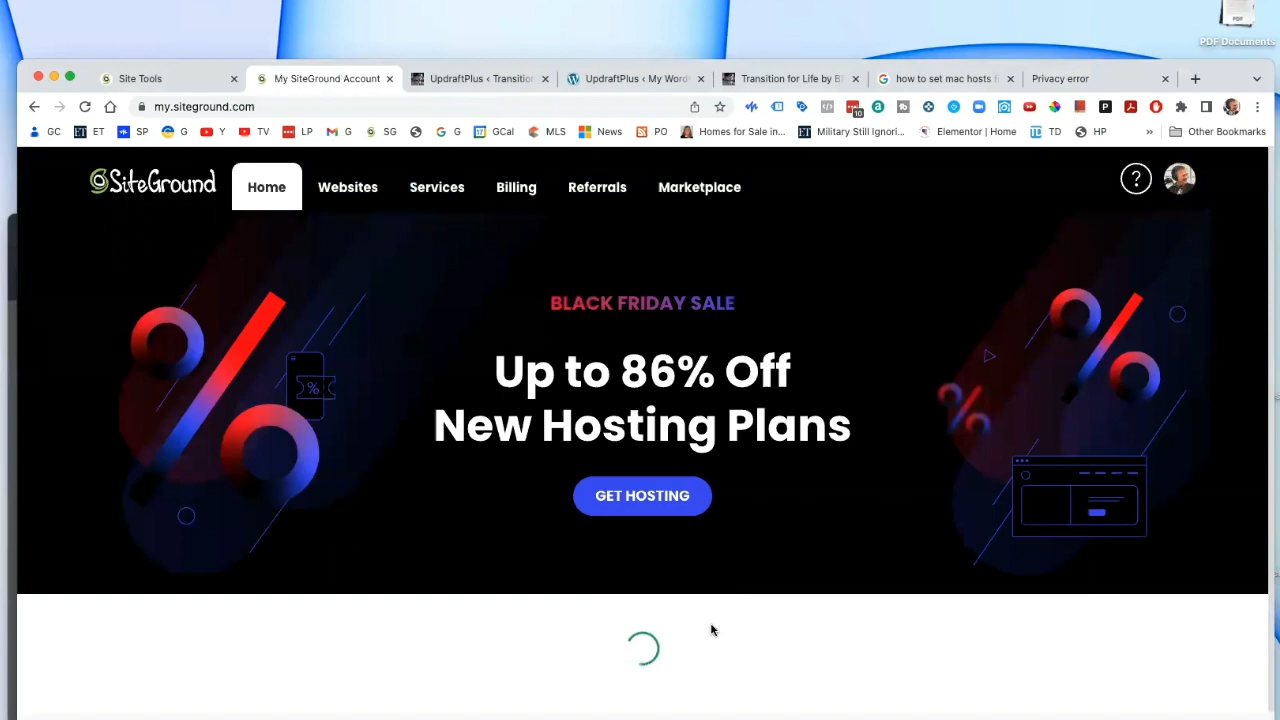 PDF
PDF Documents
Site Tools
My SiteGround Account
UpdraftPlus ‹ Transition
UpdraftPlus ‹ My Word
Transition for Life by B
how to set mac hosts f
Privacy error
my.siteground.com
10
GC
ET
SP
G
Y
TV
LP
G
SG
G
GCal
MLS
News
PO
Homes for Sale in...
Military Still Ignori...
Elementor | Home
TD
HP
»
Other Bookmarks
SiteGround
Home
Websites
Services
Billing
Referrals
Marketplace
?
BLACK FRIDAY SALE
Up to 86% Off
New Hosting Plans
GET HOSTING